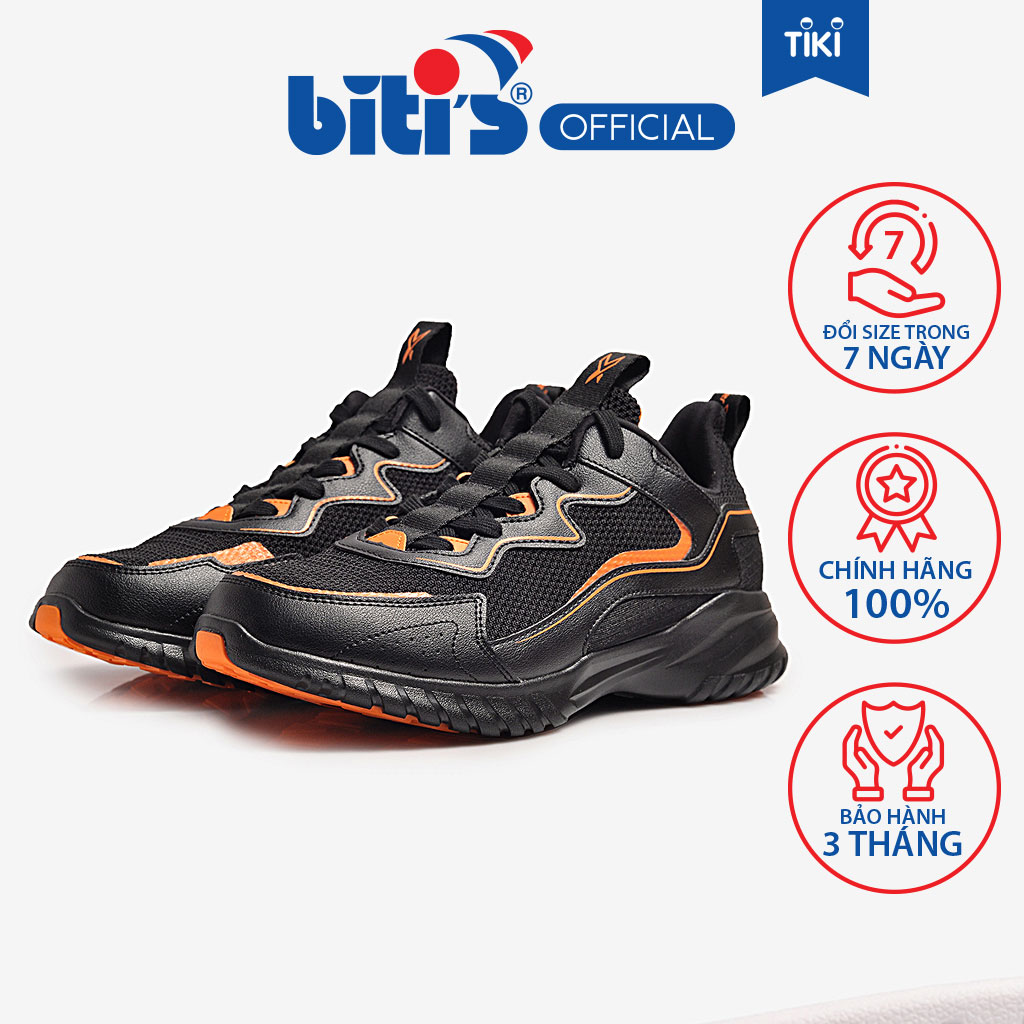 TIKI
biti's®
OFFICIAL
7
ĐỔI SIZE TRONG
7 NGÀY
CHÍNH HÃNG
100%
BẢO HÀNH
3 THÁNG